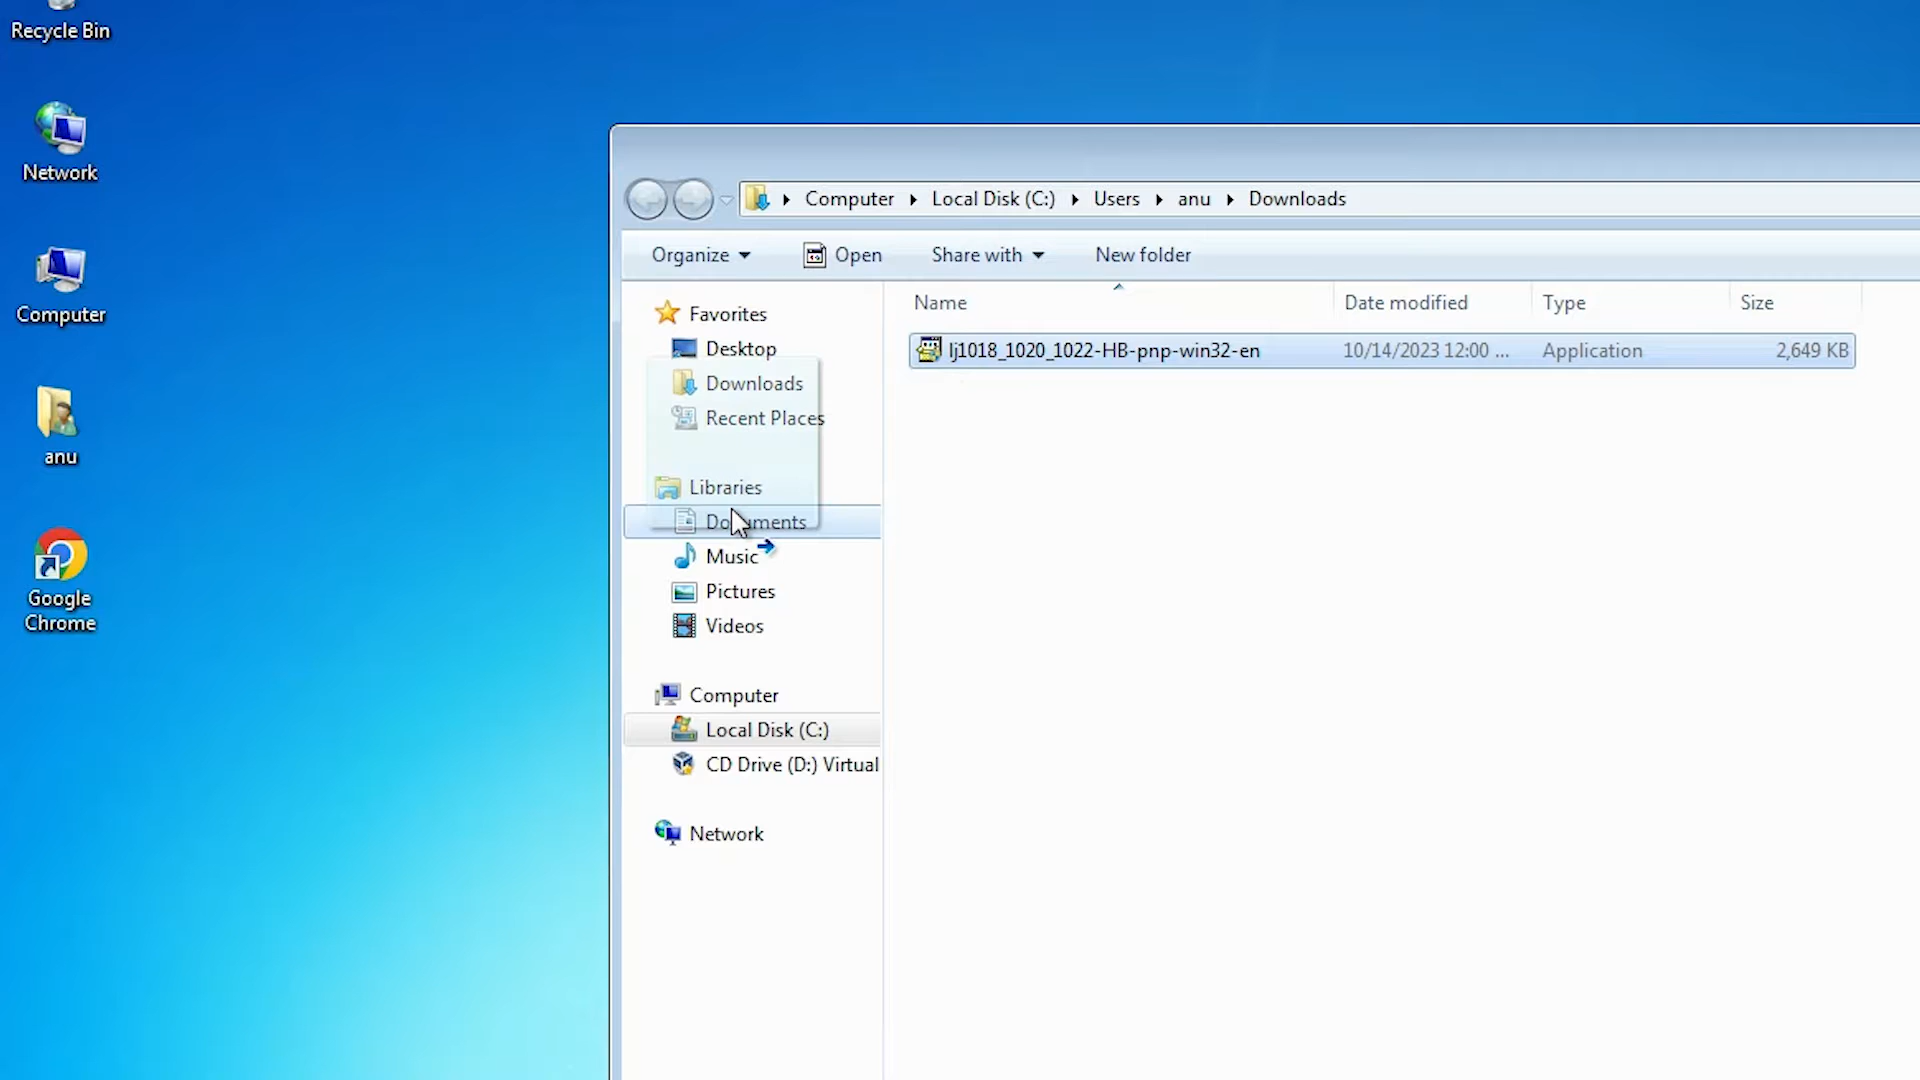 Recycle Bin
Network
Computer
anu
Google
Chrome
Computer Local Disk (C:) Users anu Downloads
Organize Open Share with New folder
Name Date modified Type Size
lj1018_1020_1022-HB-pnp-win32-en 10/14/2023 12:00 ... Application 2,649 KB
Favorites
Desktop
Downloads
Recent Places
Libraries
Documents
Music
Pictures
Videos
Computer
Local Disk (C:)
CD Drive (D:) Virtual
Network